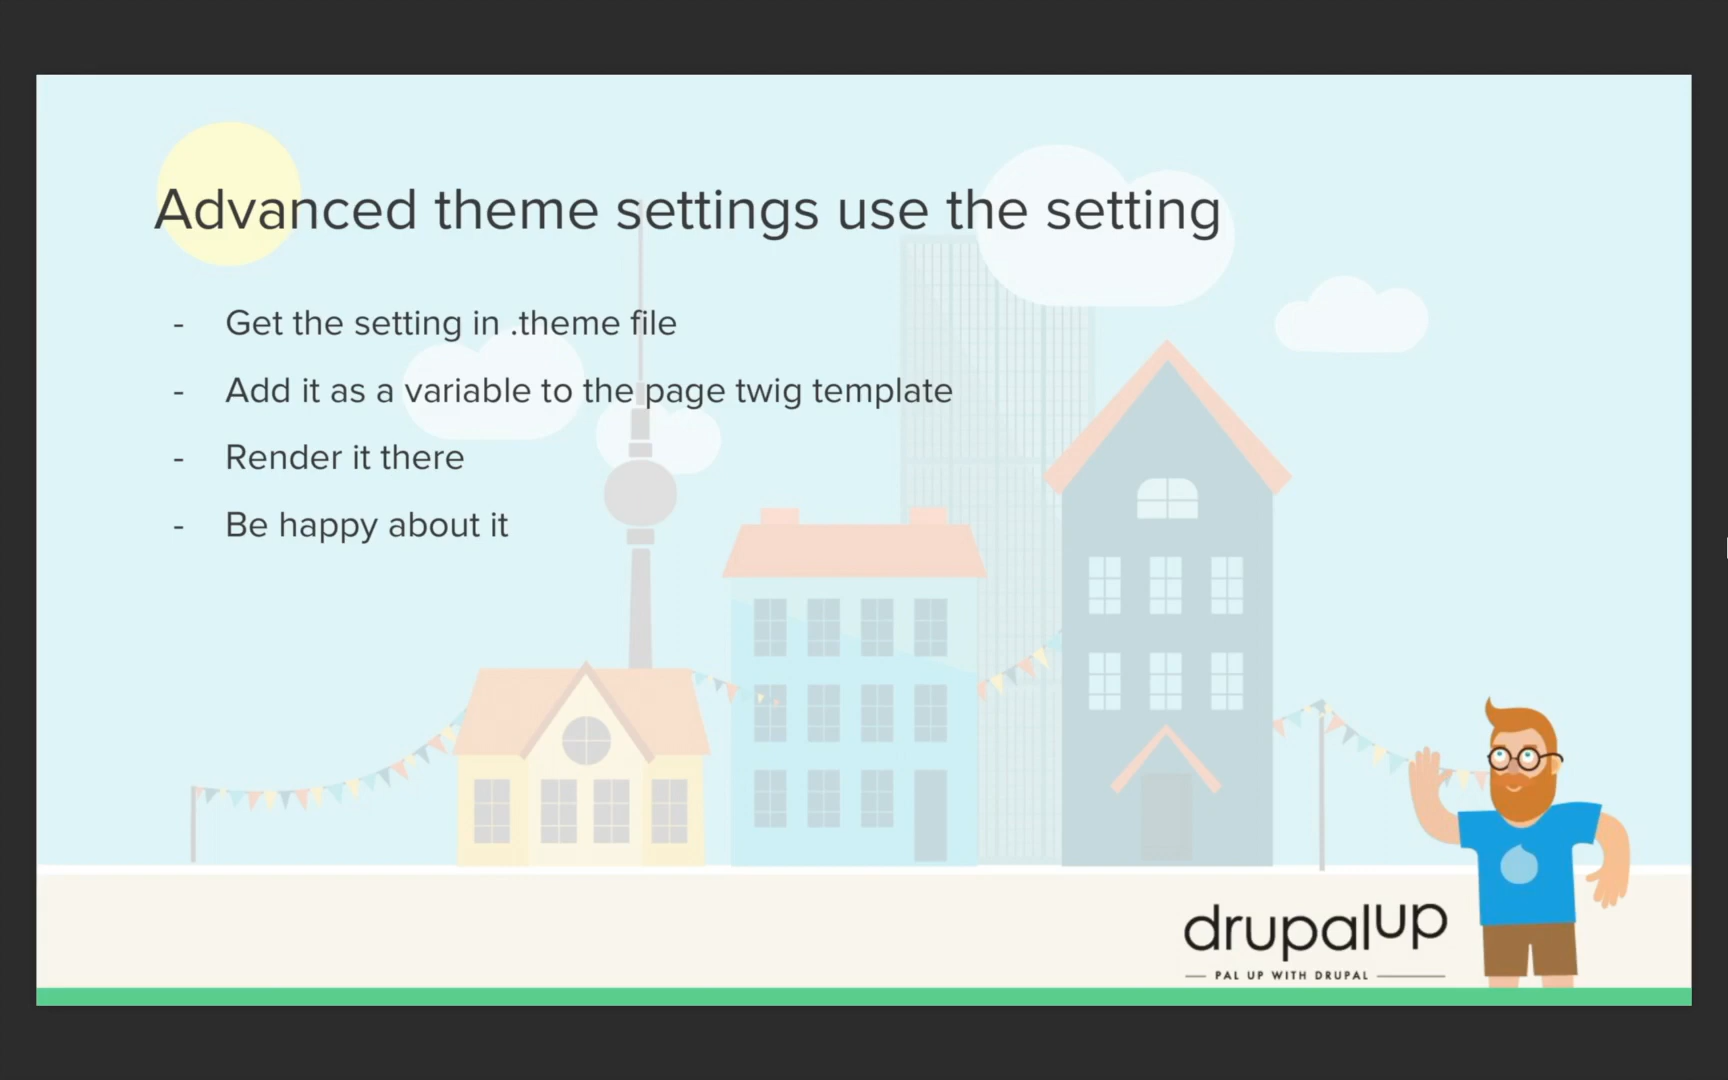 Advanced theme settings use the setting
- Get the setting in .theme file
- Add it as a variable to the page twig template
- Render it there
- Be happy about it
drupalup
PAL UP WITH DRUPAL